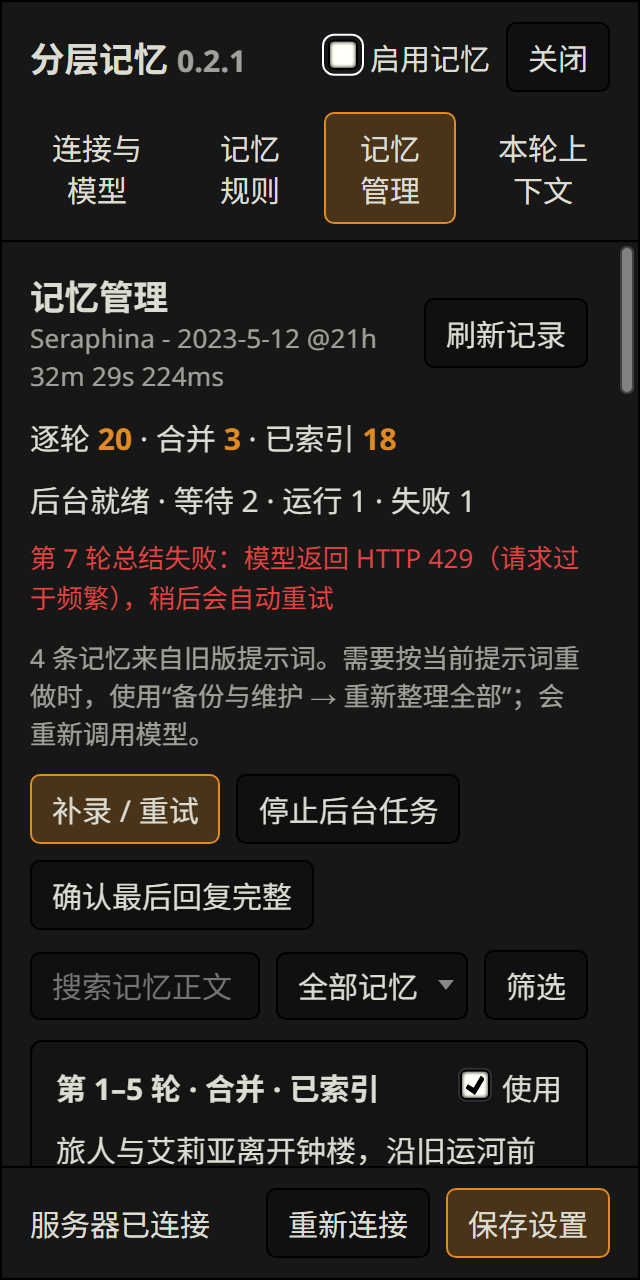 分层记忆 0.2.1 启用记忆 关闭
连接与模型 记忆规则 记忆管理 本轮上下文
记忆管理
Seraphina - 2023-5-12 @21h
32m 29s 224ms
刷新记录
逐轮 20 · 合并 3 · 已索引 18
后台就绪 · 等待 2 · 运行 1 · 失败 1
第 7 轮总结失败：模型返回 HTTP 429（请求过
于频繁），稍后会自动重试
4 条记忆来自旧版提示词。需要按当前提示词重
做时，使用“备份与维护 → 重新整理全部”；会
重新调用模型。
补录 / 重试 停止后台任务
确认最后回复完整
搜索记忆正文 全部记忆 筛选
第 1–5 轮 · 合并 · 已索引 使用
旅人与艾莉亚离开钟楼，沿旧运河前
服务器已连接 重新连接 保存设置